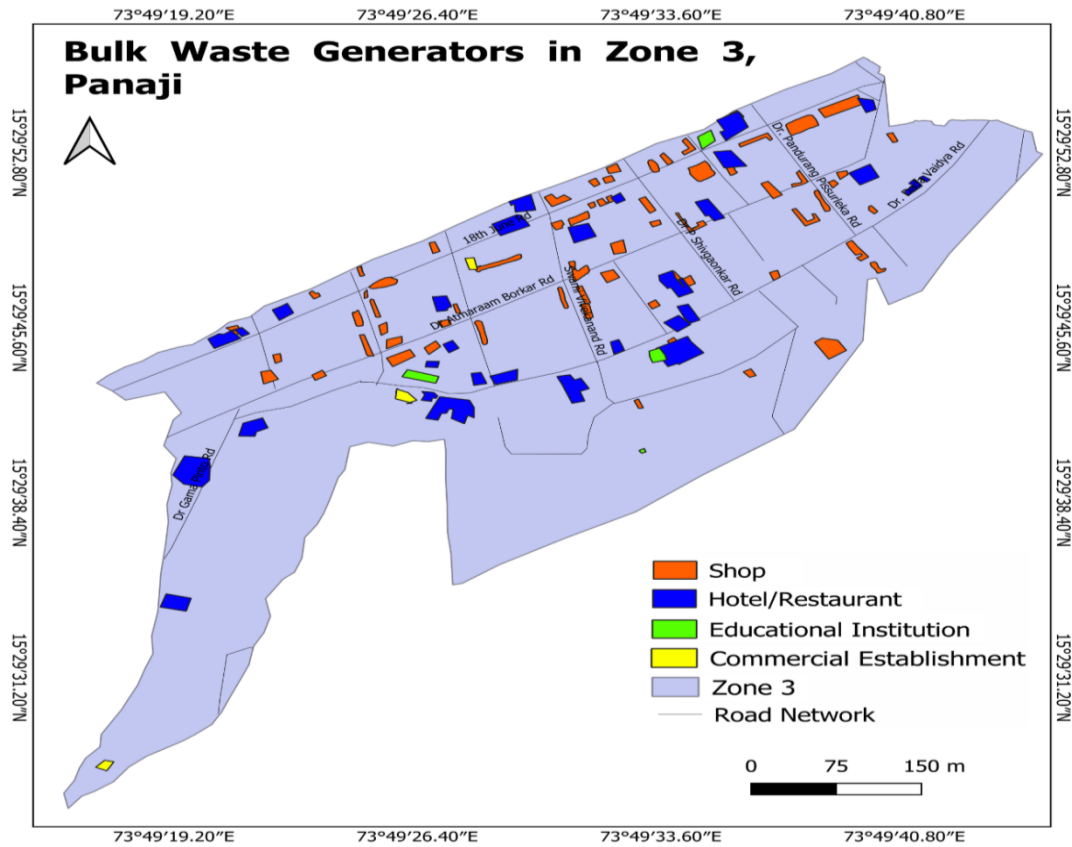 73°49′19.20″E 73°49′26.40″E 73°49′33.60″E 73°49′40.80″E
Bulk Waste Generators in Zone 3,
Panaji
15°29′52.80″N
15°29′45.60″N
15°29′38.40″N
15°29′31.20″N
15°29′52.80″N
15°29′45.60″N
15°29′38.40″N
15°29′31.20″N
Dr. Pandurang Pissurleka Rd
Dr. Vaidya Rd
18th June Rd
Shivgaonkar Rd
Dr Atmaraam Borkar Rd
Swami Vivekanand Rd
Dr Gama Pinto Rd
Shop
Hotel/Restaurant
Educational Institution
Commercial Establishment
Zone 3
Road Network
0 75 150 m
73°49′19.20″E 73°49′26.40″E 73°49′33.60″E 73°49′40.80″E